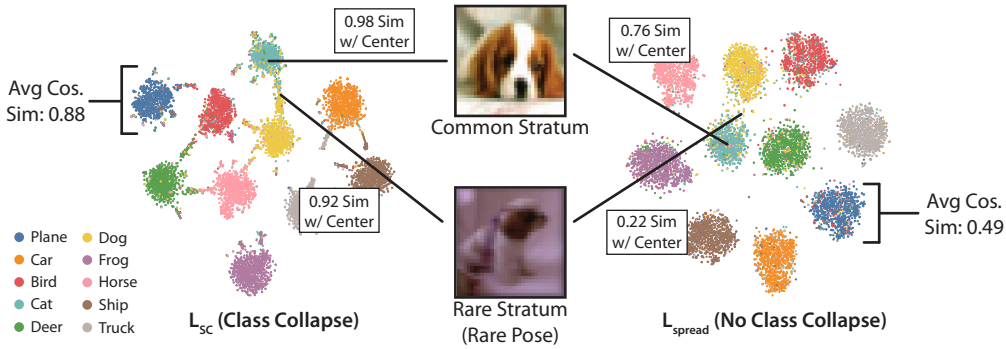 0.98 Sim
w/ Center
0.76 Sim
w/ Center
Avg Cos.
Sim: 0.88
Common Stratum
0.92 Sim
w/ Center
0.22 Sim
w/ Center
Avg Cos.
Sim: 0.49
Plane
Dog
Car
Frog
Bird
Horse
Cat
Ship
Deer
Truck
L_SC (Class Collapse)
Rare Stratum
(Rare Pose)
L_spread (No Class Collapse)